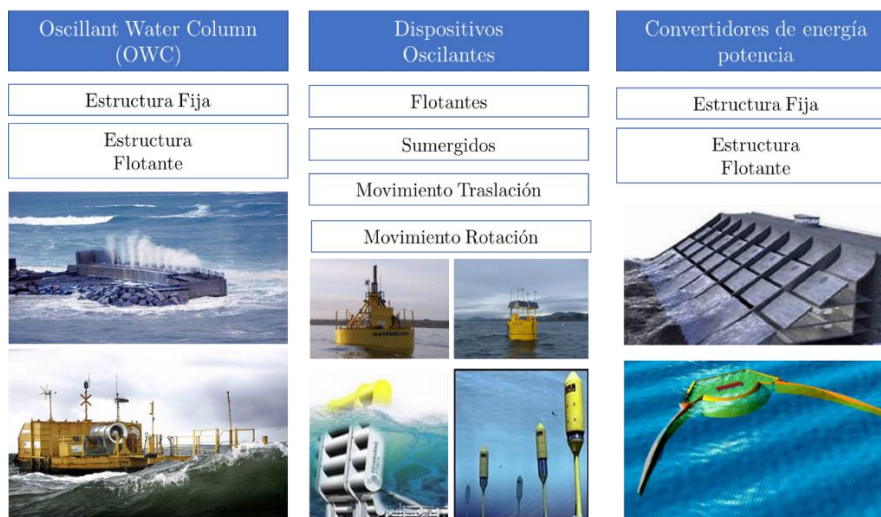 Oscillant Water Column
(OWC)
Estructura Fija
Estructura
Flotante
Dispositivos
Oscilantes
Flotantes
Sumergidos
Movimiento Traslación
Movimiento Rotación
Convertidores de energía
potencia
Estructura Fija
Estructura
Flotante